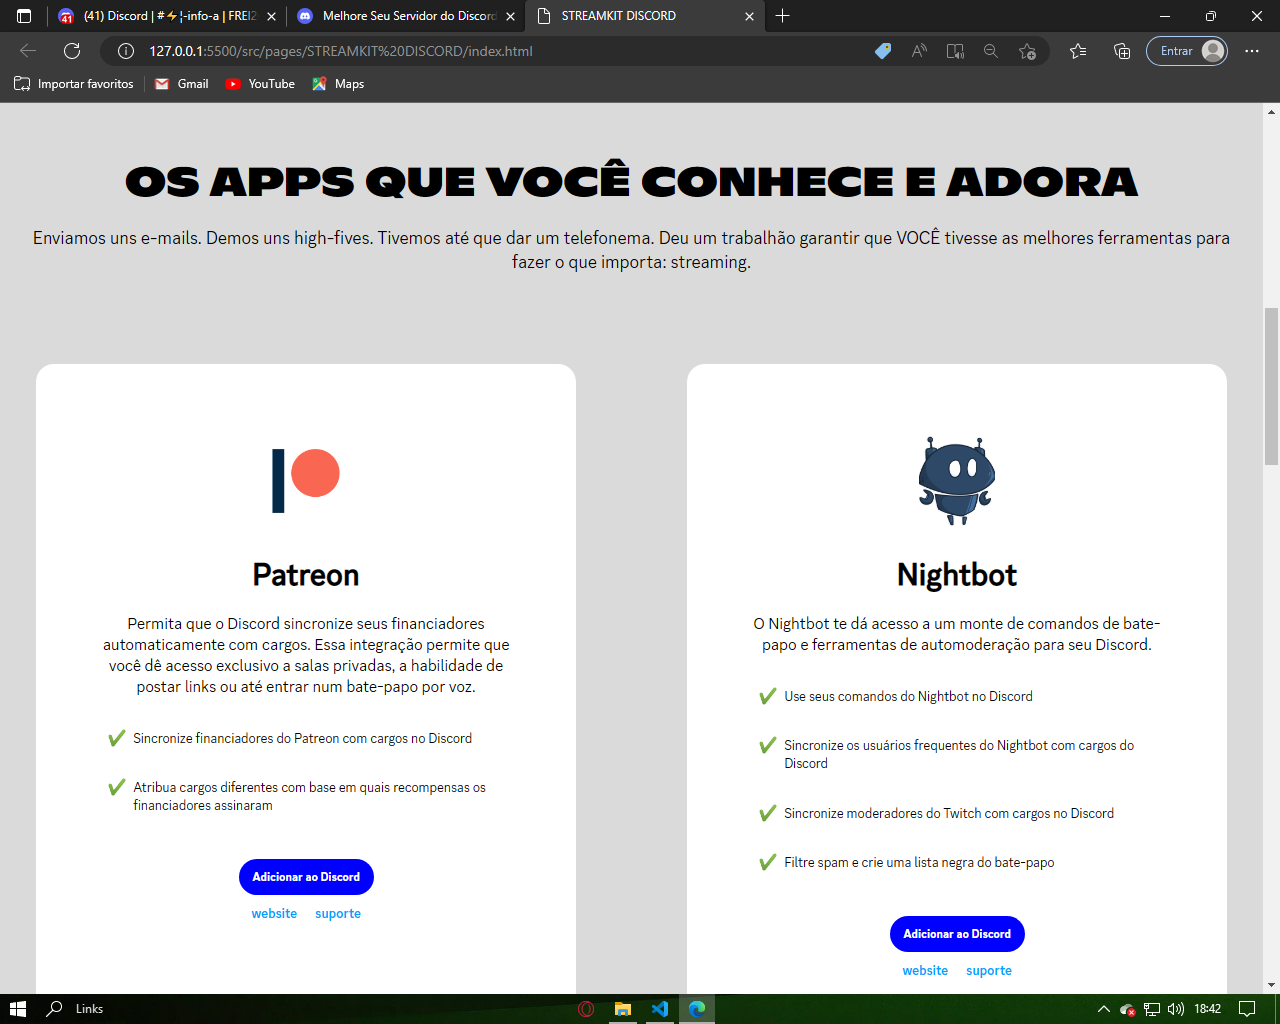 (41) Discord | #⚡¦-info-a | FREI2
Melhore Seu Servidor do Discord
STREAMKIT DISCORD
127.0.0.1:5500/src/pages/STREAMKIT%20DISCORD/index.html
Entrar
Importar favoritos
Gmail
YouTube
Maps
OS APPS QUE VOCÊ CONHECE E ADORA
Enviamos uns e-mails. Demos uns high-fives. Tivemos até que dar um telefonema. Deu um trabalhão garantir que VOCÊ tivesse as melhores ferramentas para
fazer o que importa: streaming.
Patreon
Permita que o Discord sincronize seus financiadores
automaticamente com cargos. Essa integração permite que
você dê acesso exclusivo a salas privadas, a habilidade de
postar links ou até entrar num bate-papo por voz.
✔ Sincronize financiadores do Patreon com cargos no Discord
✔ Atribua cargos diferentes com base em quais recompensas os
financiadores assinaram
Adicionar ao Discord
website suporte
Nightbot
O Nightbot te dá acesso a um monte de comandos de bate-
papo e ferramentas de automoderação para seu Discord.
✔ Use seus comandos do Nightbot no Discord
✔ Sincronize os usuários frequentes do Nightbot com cargos do
Discord
✔ Sincronize moderadores do Twitch com cargos no Discord
✔ Filtre spam e crie uma lista negra do bate-papo
Adicionar ao Discord
website suporte
Links
18:42